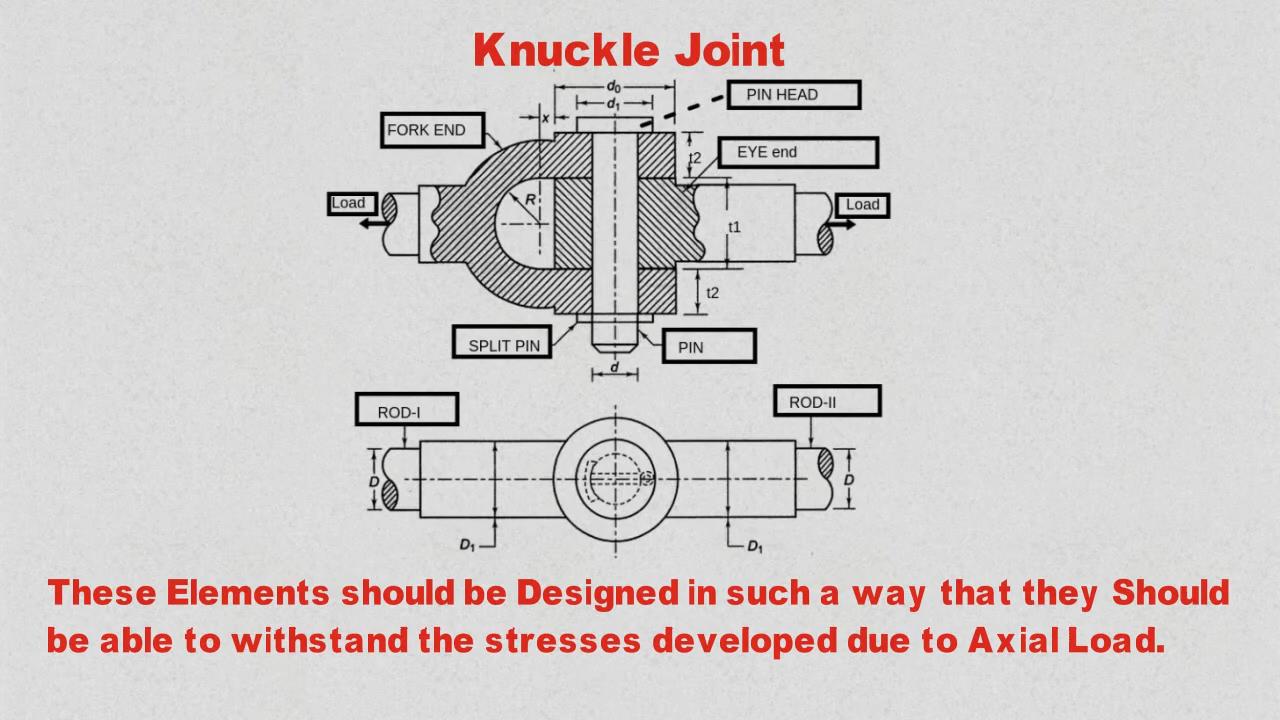 Knuckle Joint
d₀
d₁
PIN HEAD
x
FORK END
t2
EYE end
R
Load
Load
t1
t2
SPLIT PIN
PIN
d
ROD-I
ROD-II
D
D
D₁
D₁
These Elements should be Designed in such a way that they Should
be able to withstand the stresses developed due to Axial Load.